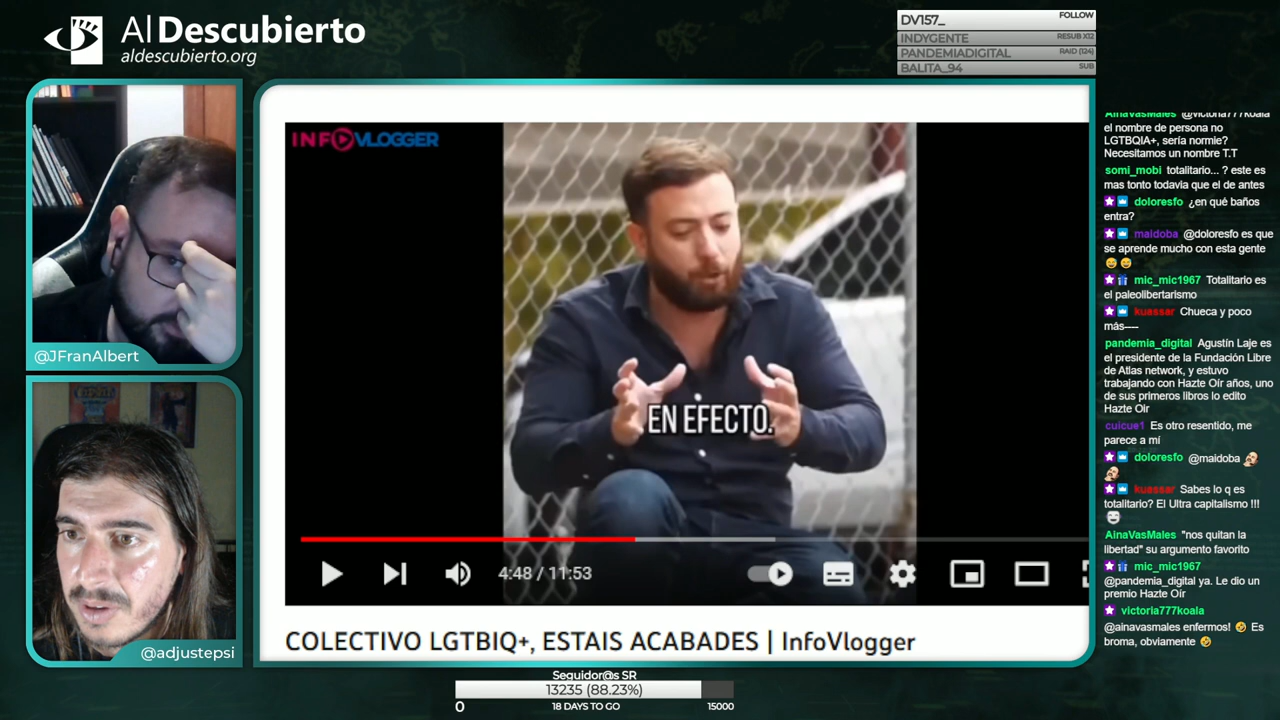 Al Descubierto
aldescubierto.org
DV157_ FOLLOW
INDYGENTE RESUB X12
PANDEMIADIGITAL RAID (124)
BALITA_94 SUB
@JFranAlbert
@adjustepsi
INFOVLOGGER
EN EFECTO.
4:48 / 11:53
COLECTIVO LGTBIQ+, ESTAIS ACABADES | InfoVlogger
Seguidor@s SR
13235 (88.23%)
0 18 DAYS TO GO 15000
AinaVasMales @victoria777koala
el nombre de persona no
LGTBQIA+, sería normie?
Necesitamos un nombre T.T
somi_mobi totalitario... ? este es
mas tonto todavia que el de antes
doloresfo ¿en qué baños
entra?
maidoba @doloresfo es que
se aprende mucho con esta gente
mic_mic1967 Totalitario es
el paleolibertarismo
kuassar Chueca y poco
más----
pandemia_digital Agustín Laje es
el presidente de la Fundación Libre
de Atlas network, y estuvo
trabajando con Hazte Oír años, uno
de sus primeros libros lo edito
Hazte OIr
cuicue1 Es otro resentido, me
parece a mí
doloresfo @maidoba
kuassar Sabes lo q es
totalitario? El Ultra capitalismo !!!
AinaVasMales "nos quitan la
libertad" su argumento favorito
mic_mic1967
@pandemia_digital ya. Le dio un
premio Hazte Oír
victoria777koala
@ainavasmales enfermos! Es
broma, obviamente